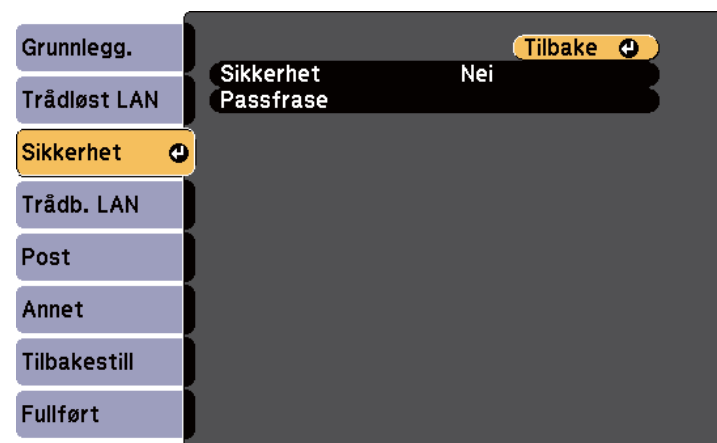 Grunnlegg.
Trådløst LAN
Sikkerhet
Trådb. LAN
Post
Annet
Tilbakestill
Fullført
Tilbake
Sikkerhet Nei
Passfrase